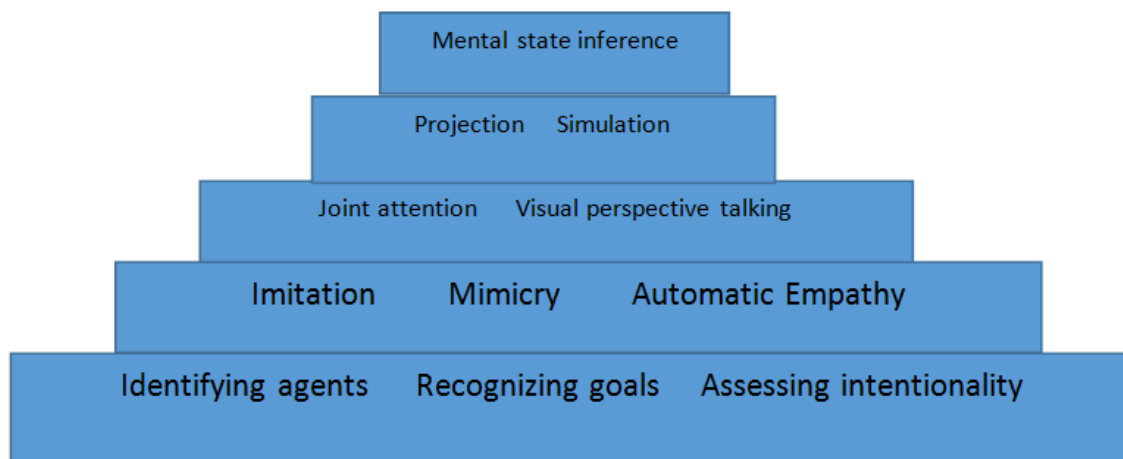 Mental state inference
Projection Simulation
Joint attention Visual perspective talking
Imitation Mimicry Automatic Empathy
Identifying agents Recognizing goals Assessing intentionality